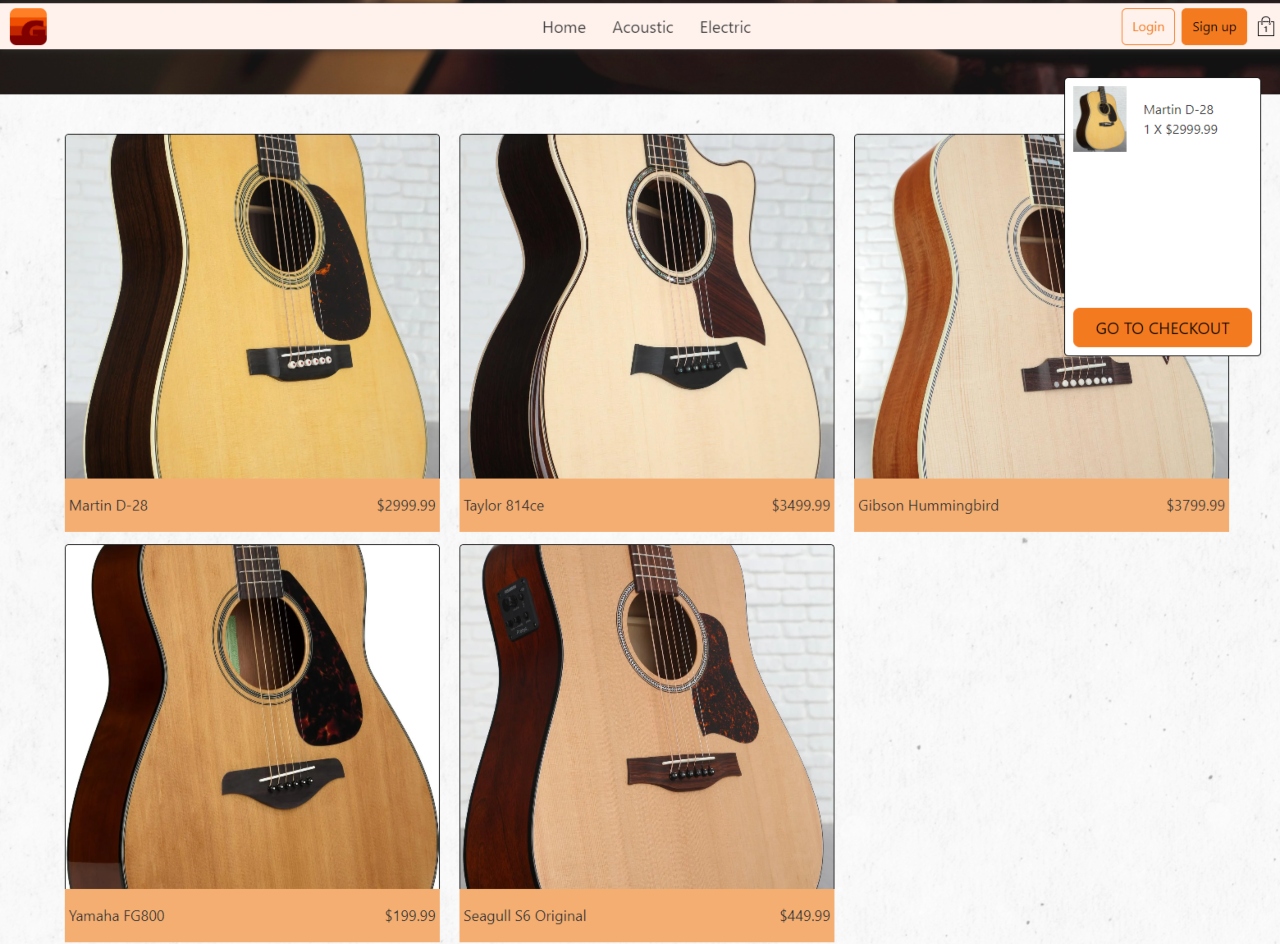 G
Home Acoustic Electric
Login Sign up 1
Martin D-28
1 X $2999.99
GO TO CHECKOUT
Martin D-28 $2999.99
Taylor 814ce $3499.99
Gibson Hummingbird $3799.99
Yamaha FG800 $199.99
Seagull S6 Original $449.99